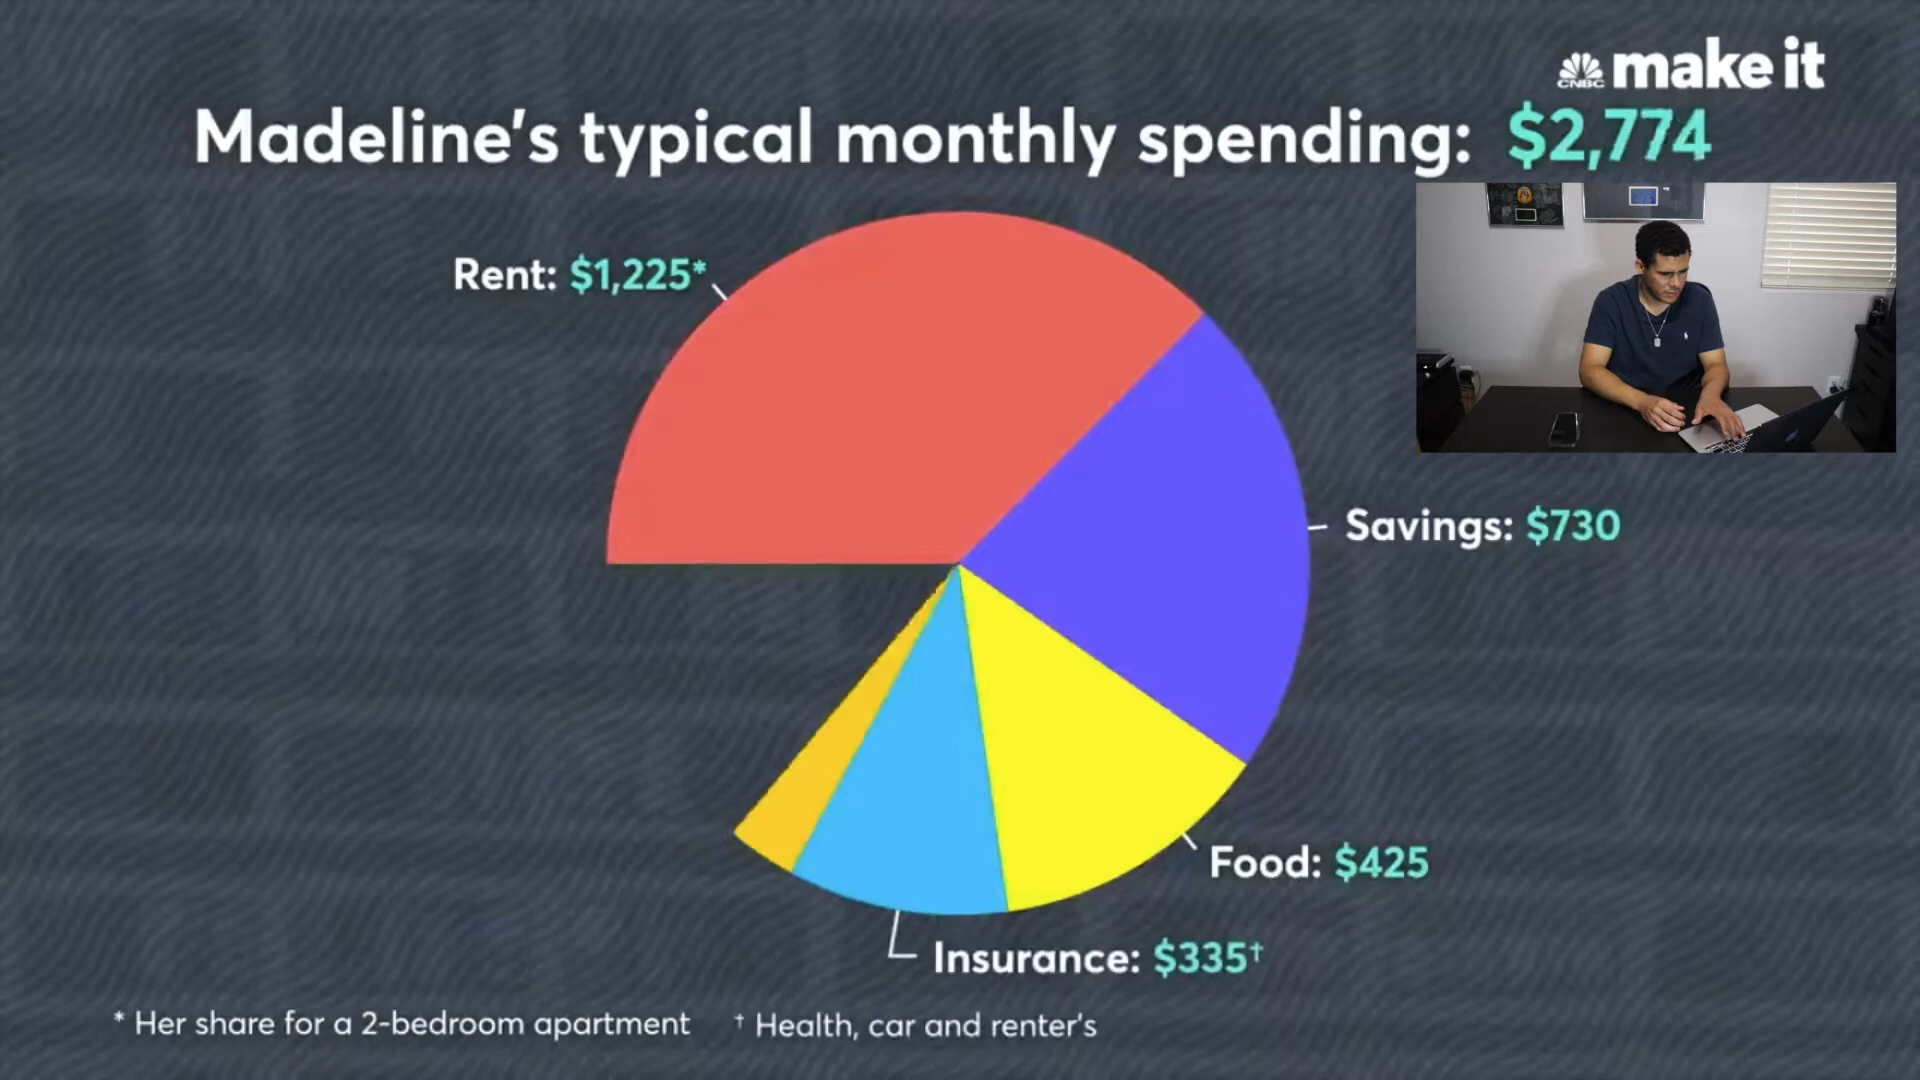 CNBC make it
Madeline's typical monthly spending: $2,774
Rent: $1,225*
Savings: $730
Food: $425
Insurance: $335†
* Her share for a 2-bedroom apartment † Health, car and renter's